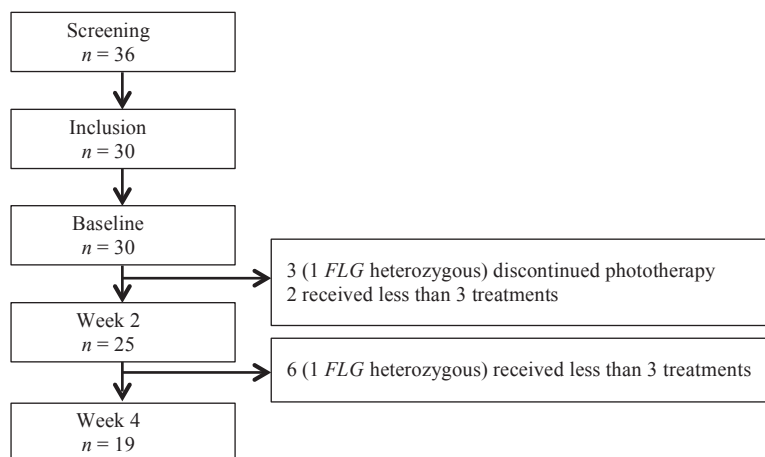 Screening
n = 36
Inclusion
n = 30
Baseline
n = 30
3 (1 FLG heterozygous) discontinued phototherapy
2 received less than 3 treatments
Week 2
n = 25
6 (1 FLG heterozygous) received less than 3 treatments
Week 4
n = 19